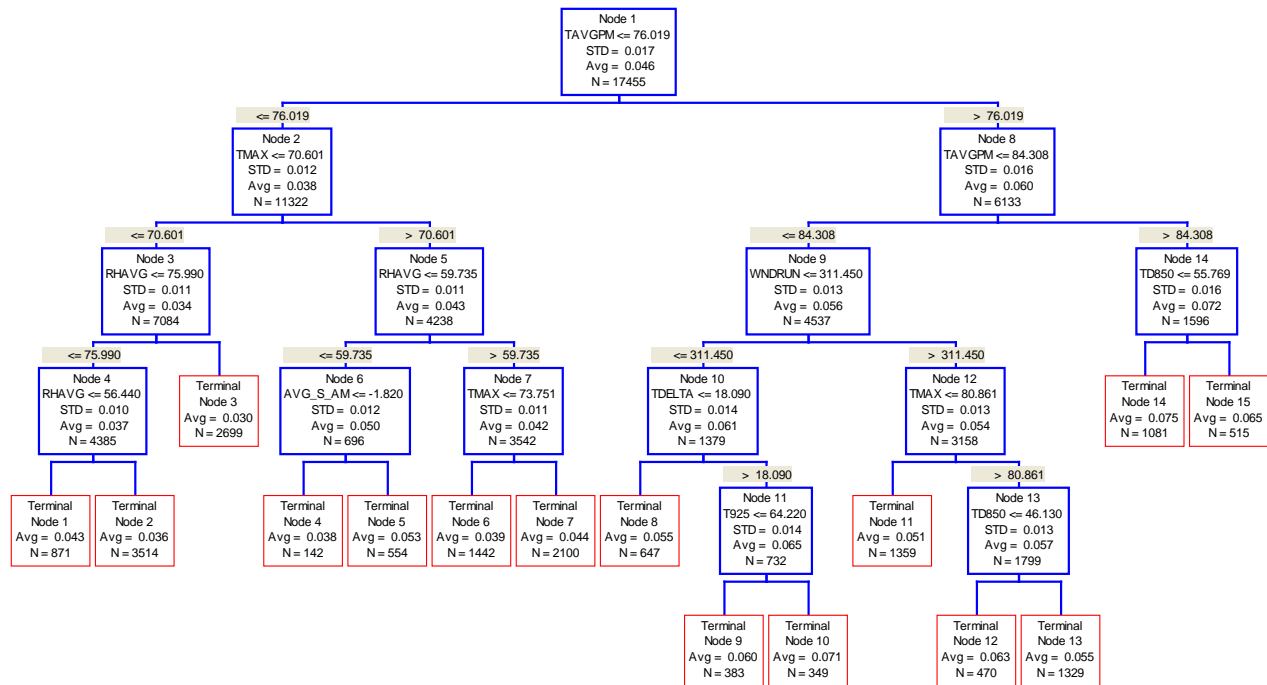 Node 1
TAVGPM <= 76.019
STD = 0.017
Avg = 0.046
N = 17455
<= 76.019
> 76.019
Node 2
TMAX <= 70.601
STD = 0.012
Avg = 0.038
N = 11322
Node 8
TAVGPM <= 84.308
STD = 0.016
Avg = 0.060
N = 6133
<= 70.601
> 70.601
<= 84.308
> 84.308
Node 3
RHAVG <= 75.990
STD = 0.011
Avg = 0.034
N = 7084
Node 5
RHAVG <= 59.735
STD = 0.011
Avg = 0.043
N = 4238
Node 9
WNDRUN <= 311.450
STD = 0.013
Avg = 0.056
N = 4537
Node 14
TD850 <= 55.769
STD = 0.016
Avg = 0.072
N = 1596
<= 75.990
<= 59.735
> 59.735
<= 311.450
> 311.450
Node 4
RHAVG <= 56.440
STD = 0.010
Avg = 0.037
N = 4385
Terminal
Node 3
Avg = 0.030
N = 2699
Node 6
AVG_S_AM <= -1.820
STD = 0.012
Avg = 0.050
N = 696
Node 7
TMAX <= 73.751
STD = 0.011
Avg = 0.042
N = 3542
Node 10
TDELTA <= 18.090
STD = 0.014
Avg = 0.061
N = 1379
Node 12
TMAX <= 80.861
STD = 0.013
Avg = 0.054
N = 3158
Terminal
Node 14
Avg = 0.075
N = 1081
Terminal
Node 15
Avg = 0.065
N = 515
> 18.090
> 80.861
Terminal
Node 1
Avg = 0.043
N = 871
Terminal
Node 2
Avg = 0.036
N = 3514
Terminal
Node 4
Avg = 0.038
N = 142
Terminal
Node 5
Avg = 0.053
N = 554
Terminal
Node 6
Avg = 0.039
N = 1442
Terminal
Node 7
Avg = 0.044
N = 2100
Terminal
Node 8
Avg = 0.055
N = 647
Node 11
T925 <= 64.220
STD = 0.014
Avg = 0.065
N = 732
Terminal
Node 11
Avg = 0.051
N = 1359
Node 13
TD850 <= 46.130
STD = 0.013
Avg = 0.057
N = 1799
Terminal
Node 9
Avg = 0.060
N = 383
Terminal
Node 10
Avg = 0.071
N = 349
Terminal
Node 12
Avg = 0.063
N = 470
Terminal
Node 13
Avg = 0.055
N = 1329